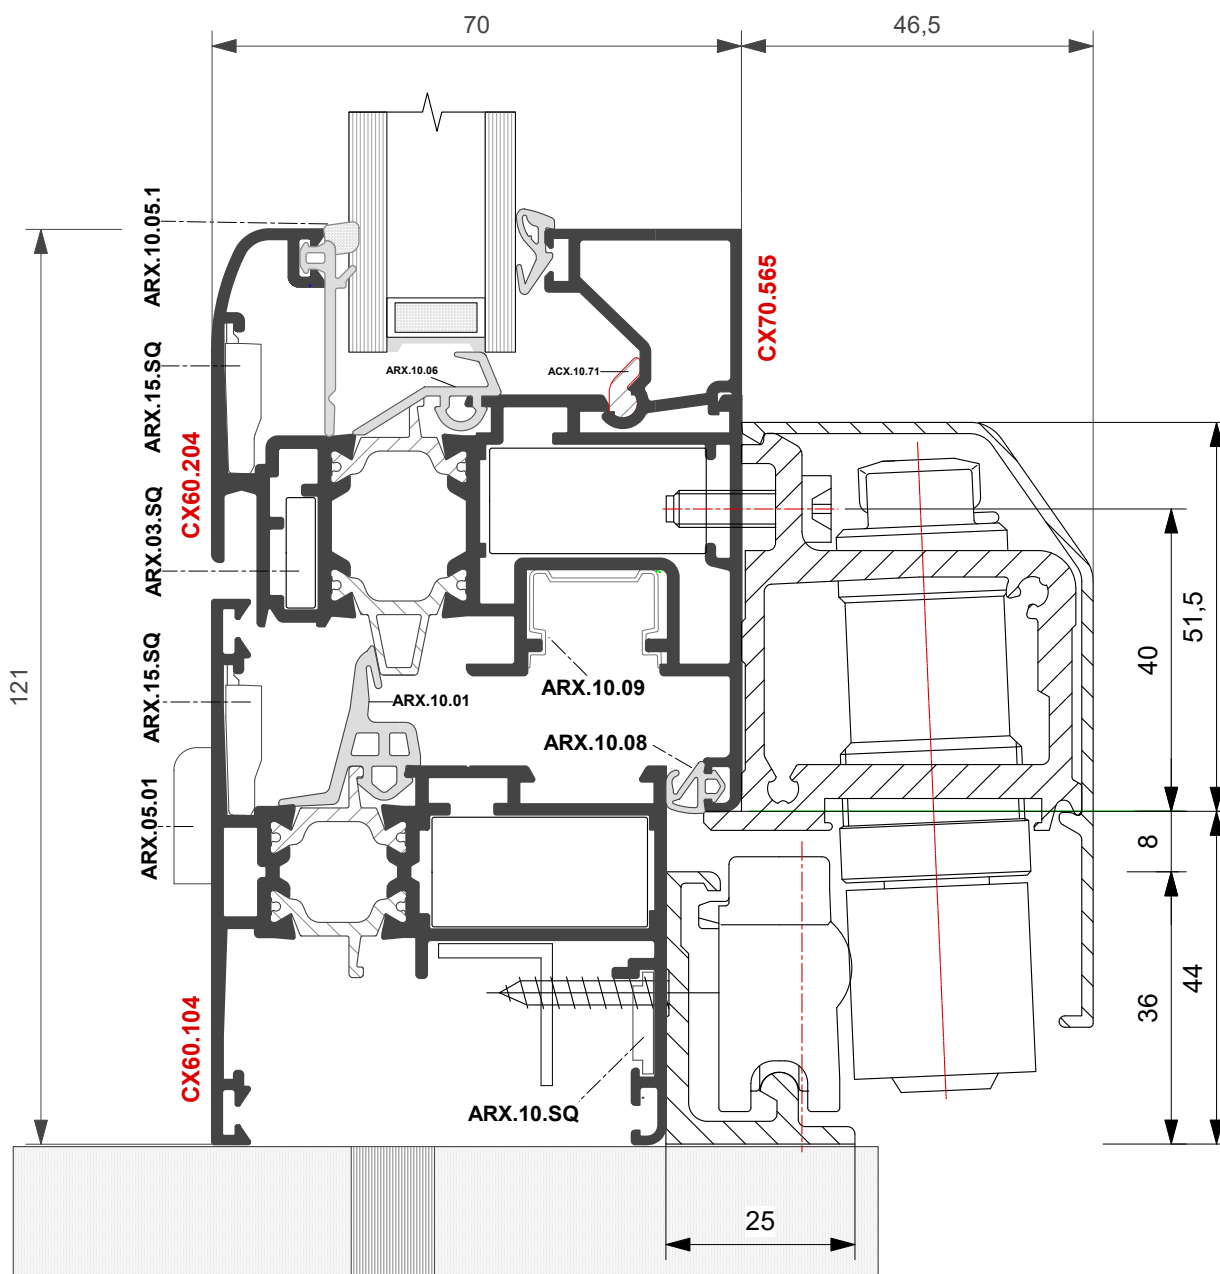 70
46,5
ARX.10.05.1
CX70.565
ARX.15.SQ
ARX.10.06
ACX.10.71
CX60.204
ARX.03.SQ
51,5
40
ARX.15.SQ
121
ARX.10.01
ARX.10.09
ARX.10.08
ARX.05.01
8
44
36
CX60.104
ARX.10.SQ
25